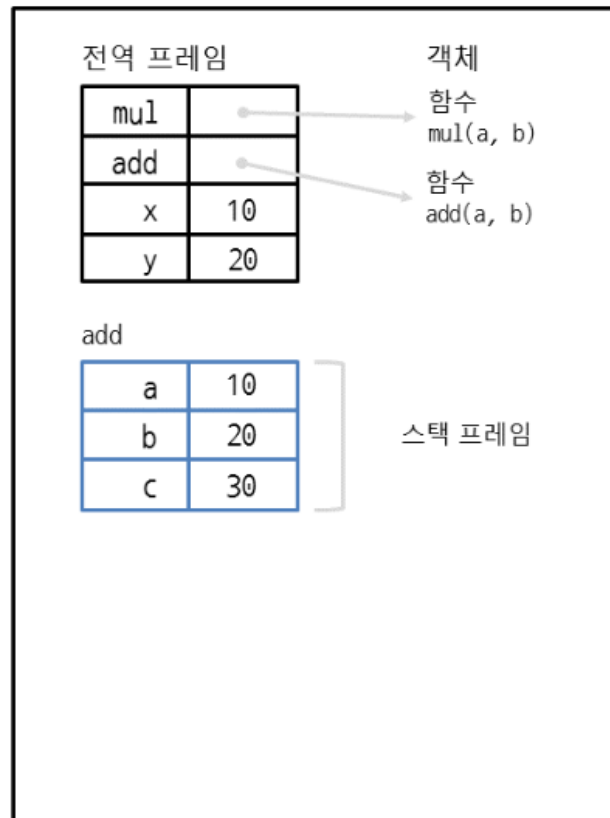 전역 프레임
객체
mul
함수
mul(a, b)
add
함수
add(a, b)
x 10
y 20
add
a 10
b 20
c 30
스택 프레임